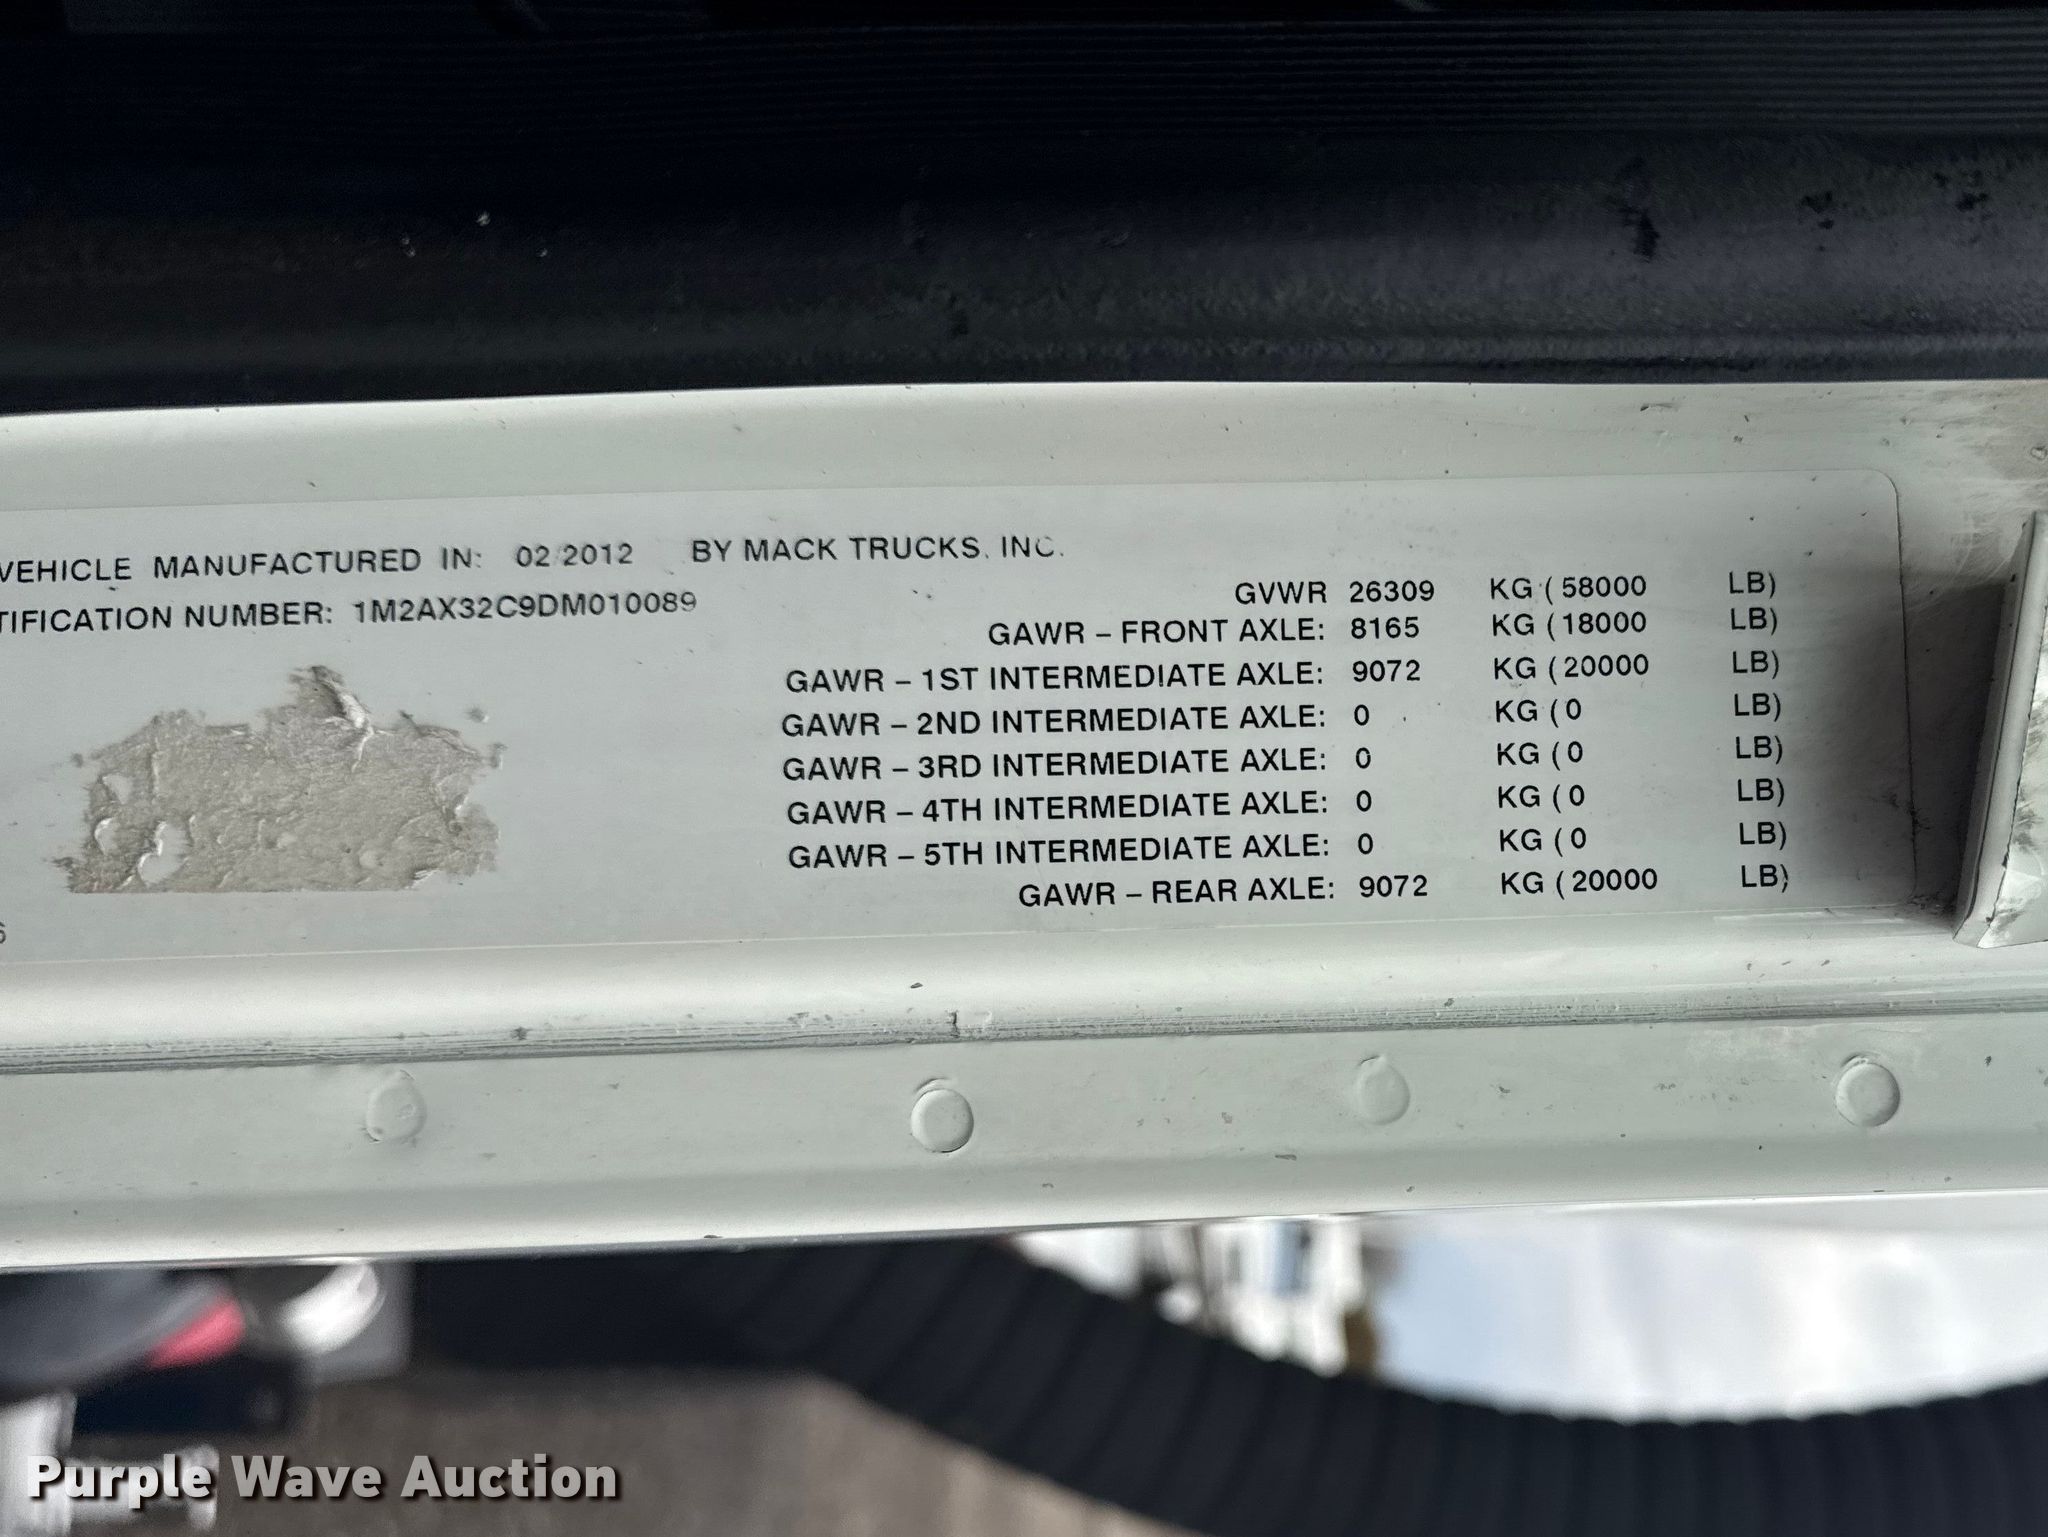 VEHICLE MANUFACTURED IN: 02 2012 BY MACK TRUCKS, INC.
TIFICATION NUMBER: 1M2AX32C9DM010089
GVWR 26309 KG (58000 LB)
GAWR – FRONT AXLE: 8165 KG (18000 LB)
GAWR – 1ST INTERMEDIATE AXLE: 9072 KG (20000 LB)
GAWR – 2ND INTERMEDIATE AXLE: 0 KG (0 LB)
GAWR – 3RD INTERMEDIATE AXLE: 0 KG (0 LB)
GAWR – 4TH INTERMEDIATE AXLE: 0 KG (0 LB)
GAWR – 5TH INTERMEDIATE AXLE: 0 KG (0 LB)
GAWR – REAR AXLE: 9072 KG (20000 LB)
6
Purple Wave Auction